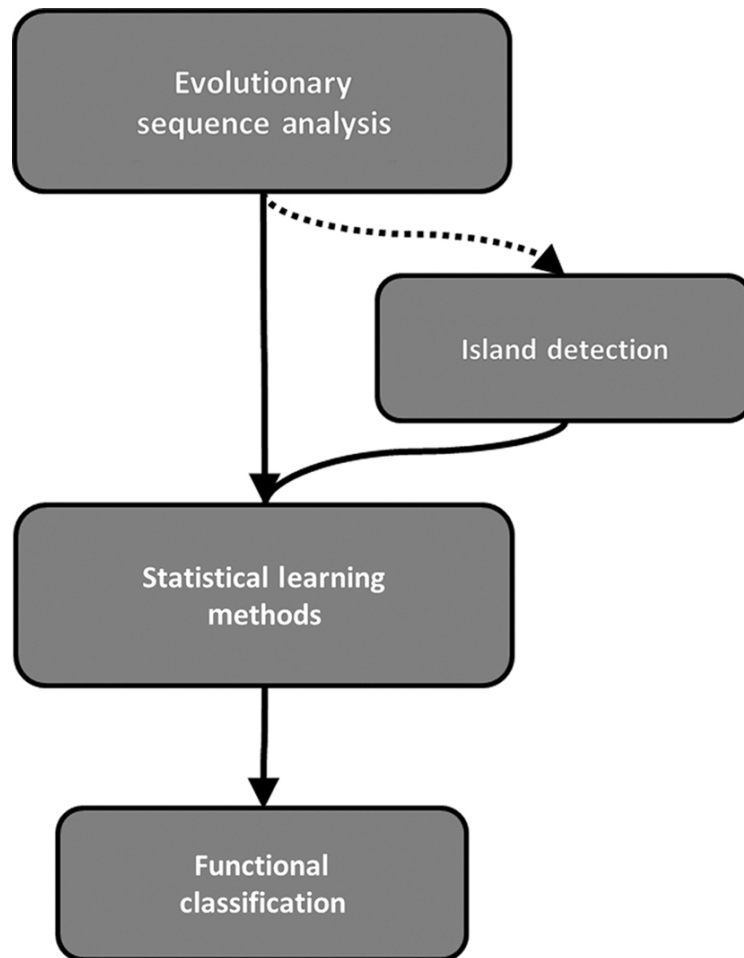 Evolutionary
sequence analysis
Island detection
Statistical learning
methods
Functional
classification